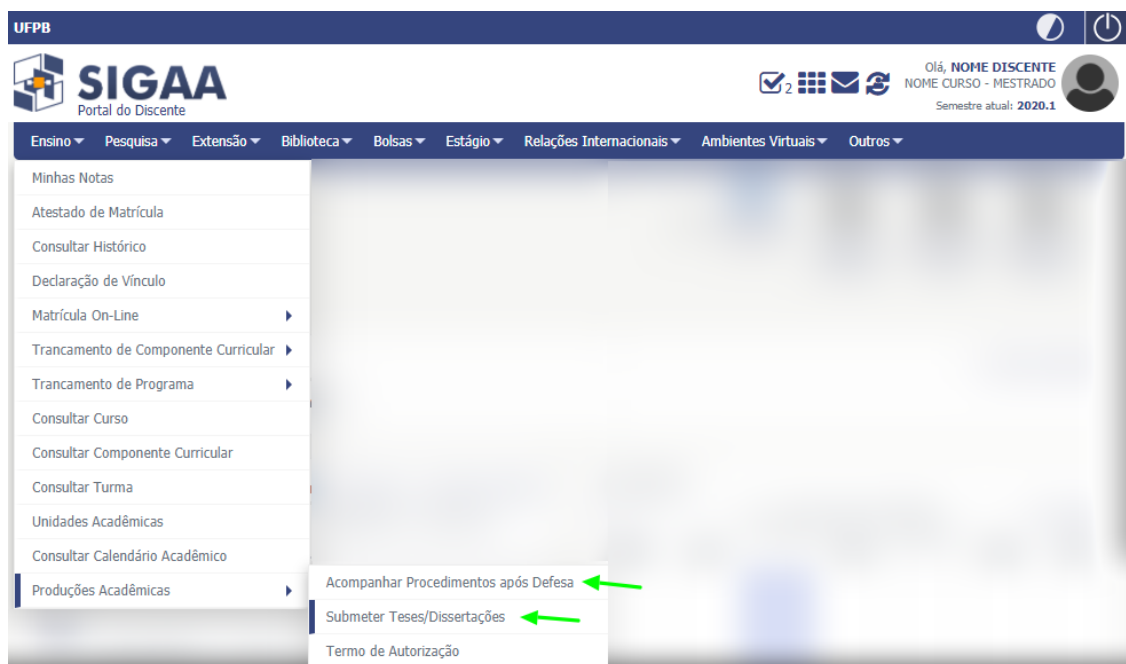 UFPB
SIGAA
Portal do Discente
2
Olá, NOME DISCENTE
NOME CURSO - MESTRADO
Semestre atual: 2020.1
Ensino Pesquisa Extensão Biblioteca Bolsas Estágio Relações Internacionais Ambientes Virtuais Outros
Minhas Notas
Atestado de Matrícula
Consultar Histórico
Declaração de Vínculo
Matrícula On-Line
Trancamento de Componente Curricular
Trancamento de Programa
Consultar Curso
Consultar Componente Curricular
Consultar Turma
Unidades Acadêmicas
Consultar Calendário Acadêmico
Produções Acadêmicas
Acompanhar Procedimentos após Defesa
Submeter Teses/Dissertações
Termo de Autorização